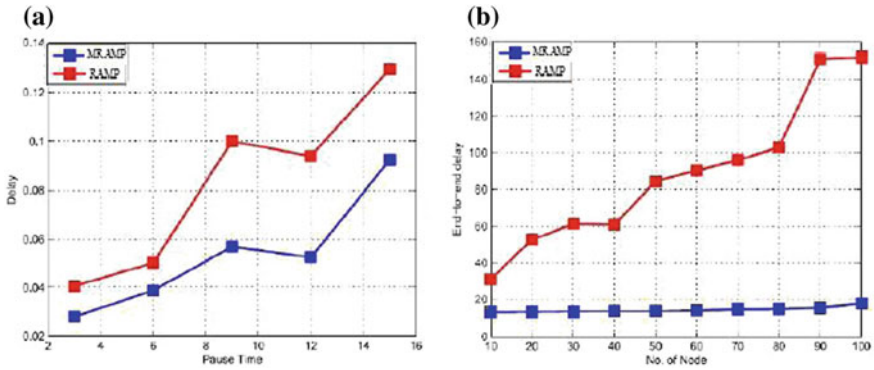 (a)
0.14
0.12
0.1
0.08
0.06
0.04
0.02
Delay
MRAMP
RAMP
2 4 6 8 10 12 14 16
Pause Time
(b)
160
140
120
100
80
60
40
20
0
End-to-end delay
MRAMP
RAMP
10 20 30 40 50 60 70 80 90 100
No. of Node